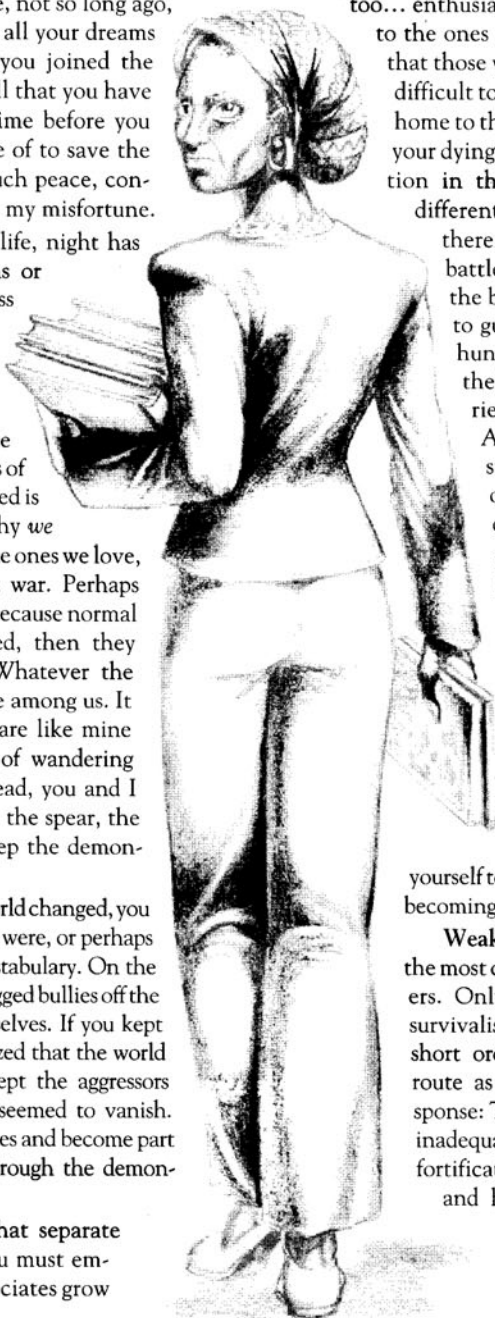 e, not so long ago,
all your dreams
you joined the
ll that you have
ime before you
e of to save the
uch peace, con-
my misfortune.
life, night has
as or
ss
e
s of
ed is
hy we
e ones we love,
war. Perhaps
ecause normal
ed, then they
Whatever the
e among us. It
are like mine
of wandering
ead, you and I
the spear, the
ep the demon-
rld changed, you
were, or perhaps
stabulary. On the
gged bullies off the
selves. If you kept
zed that the world
ept the aggressors
seemed to vanish.
es and become part
rough the demon-
hat separate
u must em-
ciates grow
too... enthusia
to the ones
that those
difficult to
home to th
your dying
tion in th
different
there
battle
the b
to gu
hun
the
rie
A
s
yourself to
becoming
Weak
the most c
ers. Onl
survivalis
short or
route as
sponse: T
inadequa
fortifica
and